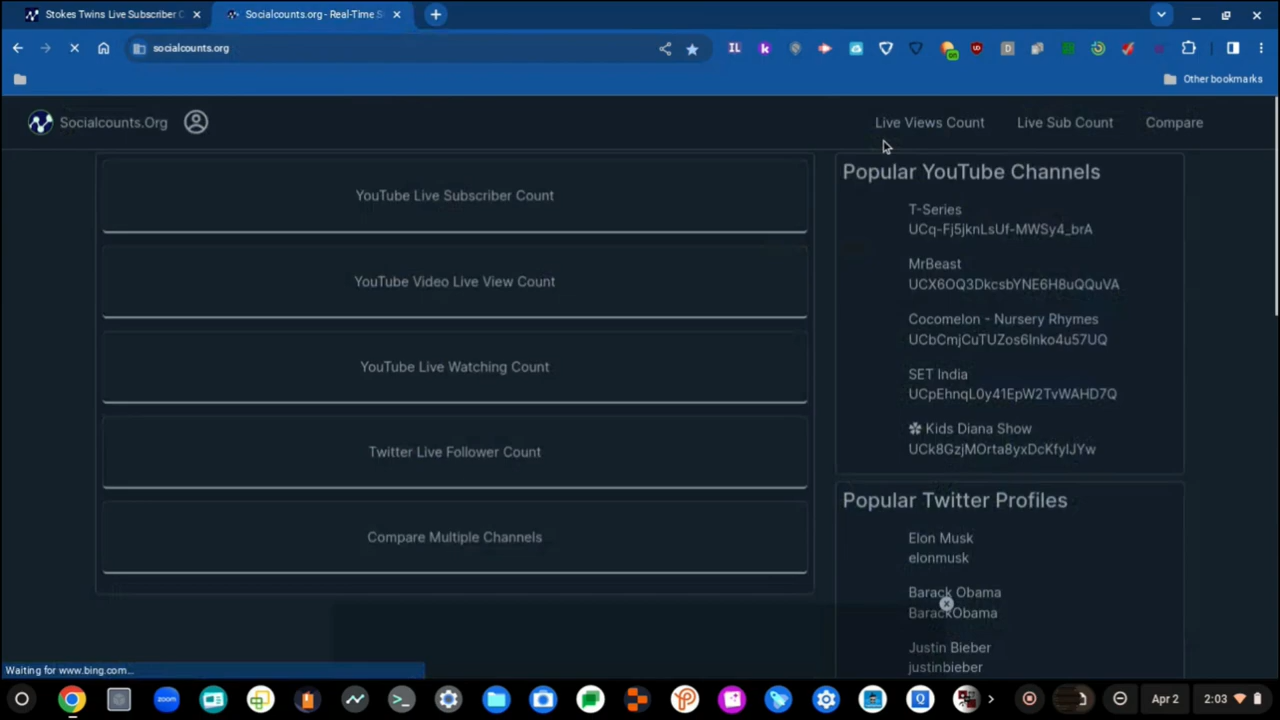 Stokes Twins Live Subscriber C
Socialcounts.org - Real-Time S
socialcounts.org
Other bookmarks
Socialcounts.Org
Live Views Count
Live Sub Count
Compare
YouTube Live Subscriber Count
YouTube Video Live View Count
YouTube Live Watching Count
Twitter Live Follower Count
Compare Multiple Channels
Popular YouTube Channels
T-Series
UCq-Fj5jknLsUf-MWSy4_brA
MrBeast
UCX6OQ3DkcsbYNE6H8uQQuVA
Cocomelon - Nursery Rhymes
UCbCmjCuTUZos6Inko4u57UQ
SET India
UCpEhnqL0y41EpW2TvWAHD7Q
✽ Kids Diana Show
UCk8GzjMOrta8yxDcKfylJYw
Popular Twitter Profiles
Elon Musk
elonmusk
Barack Obama
BarackObama
Justin Bieber
justinbieber
Waiting for www.bing.com...
zoom
Apr 2
2:03